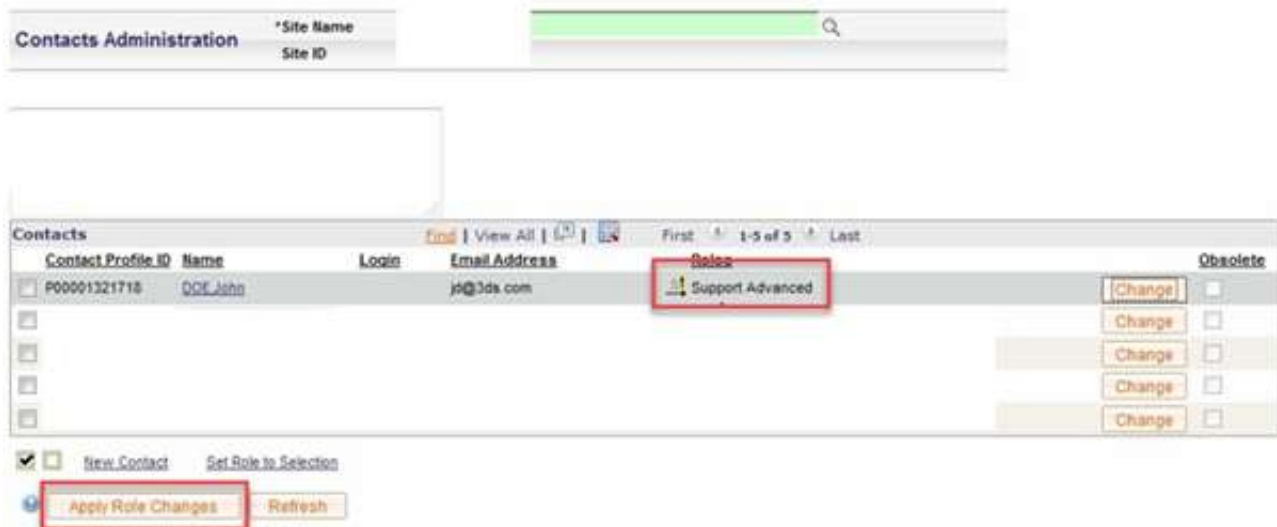 *Site Name
Contacts Administration
Site ID
Contacts Find | View All | | First 1-5 of 5 Last
Contact Profile ID Name Login Email Address Roles Obsolete
P00001321718 DOE,John jd@3ds.com Support Advanced Change
Change
Change
Change
Change
New Contact Set Role to Selection
Apply Role Changes Refresh